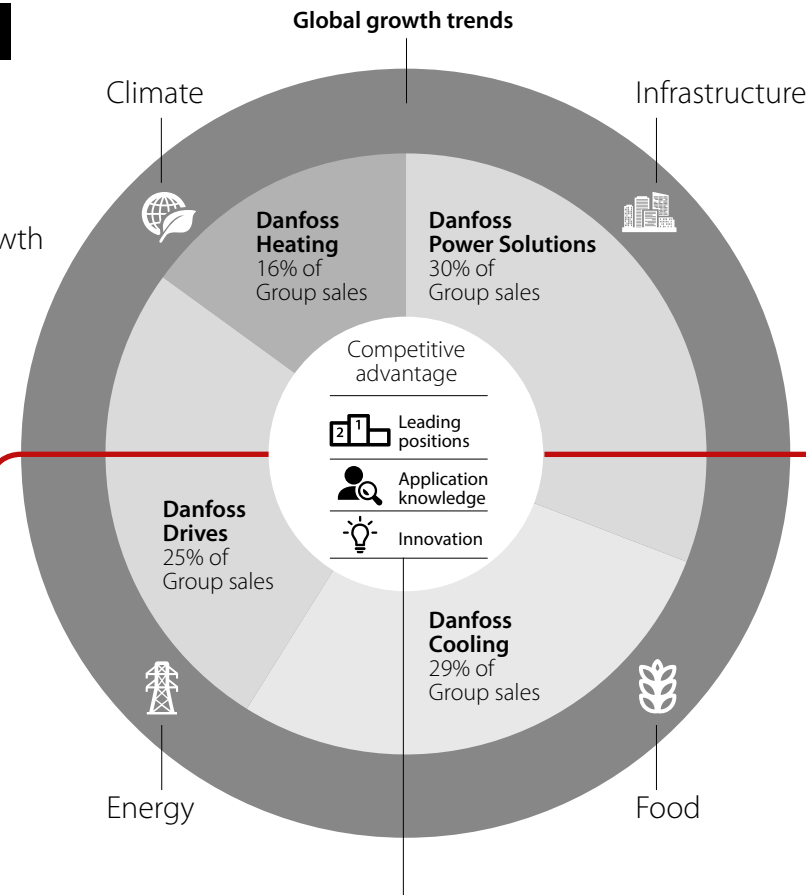 Global growth trends
Climate
Infrastructure
Danfoss
Heating
16% of
Group sales
Danfoss
Power Solutions
30% of
Group sales
Competitive
advantage
2 1
Leading
positions
Application
knowledge
Innovation
Danfoss
Drives
25% of
Group sales
Danfoss
Cooling
29% of
Group sales
Energy
Food